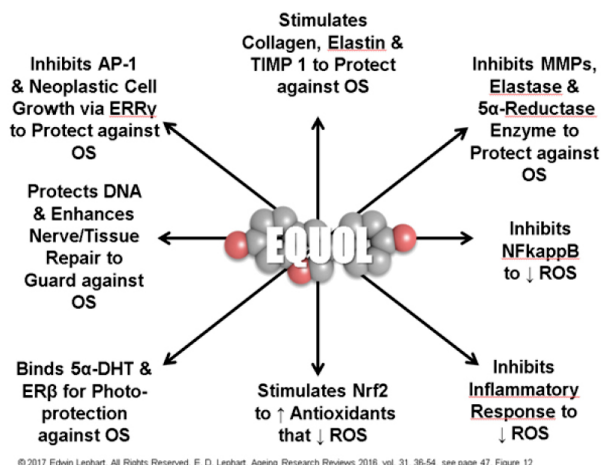 Stimulates
Collagen, Elastin &
TIMP 1 to Protect
against OS
Inhibits AP-1
& Neoplastic Cell
Growth via ERRγ
to Protect against
OS
Inhibits MMPs,
Elastase &
5α-Reductase
Enzyme to
Protect against
OS
Protects DNA
& Enhances
Nerve/Tissue
Repair to
Guard against
OS
EQUOL
Inhibits
NFkappB
to ↓ ROS
Binds 5α-DHT &
ERβ for Photo-
protection
against OS
Stimulates Nrf2
to ↑ Antioxidants
that ↓ ROS
Inhibits
Inflammatory
Response to
↓ ROS
© 2017 Edwin Lephart, All Rights Reserved, E. D. Lephart, Ageing Research Reviews 2016, vol. 31, 36-54, see page 47, Figure 12